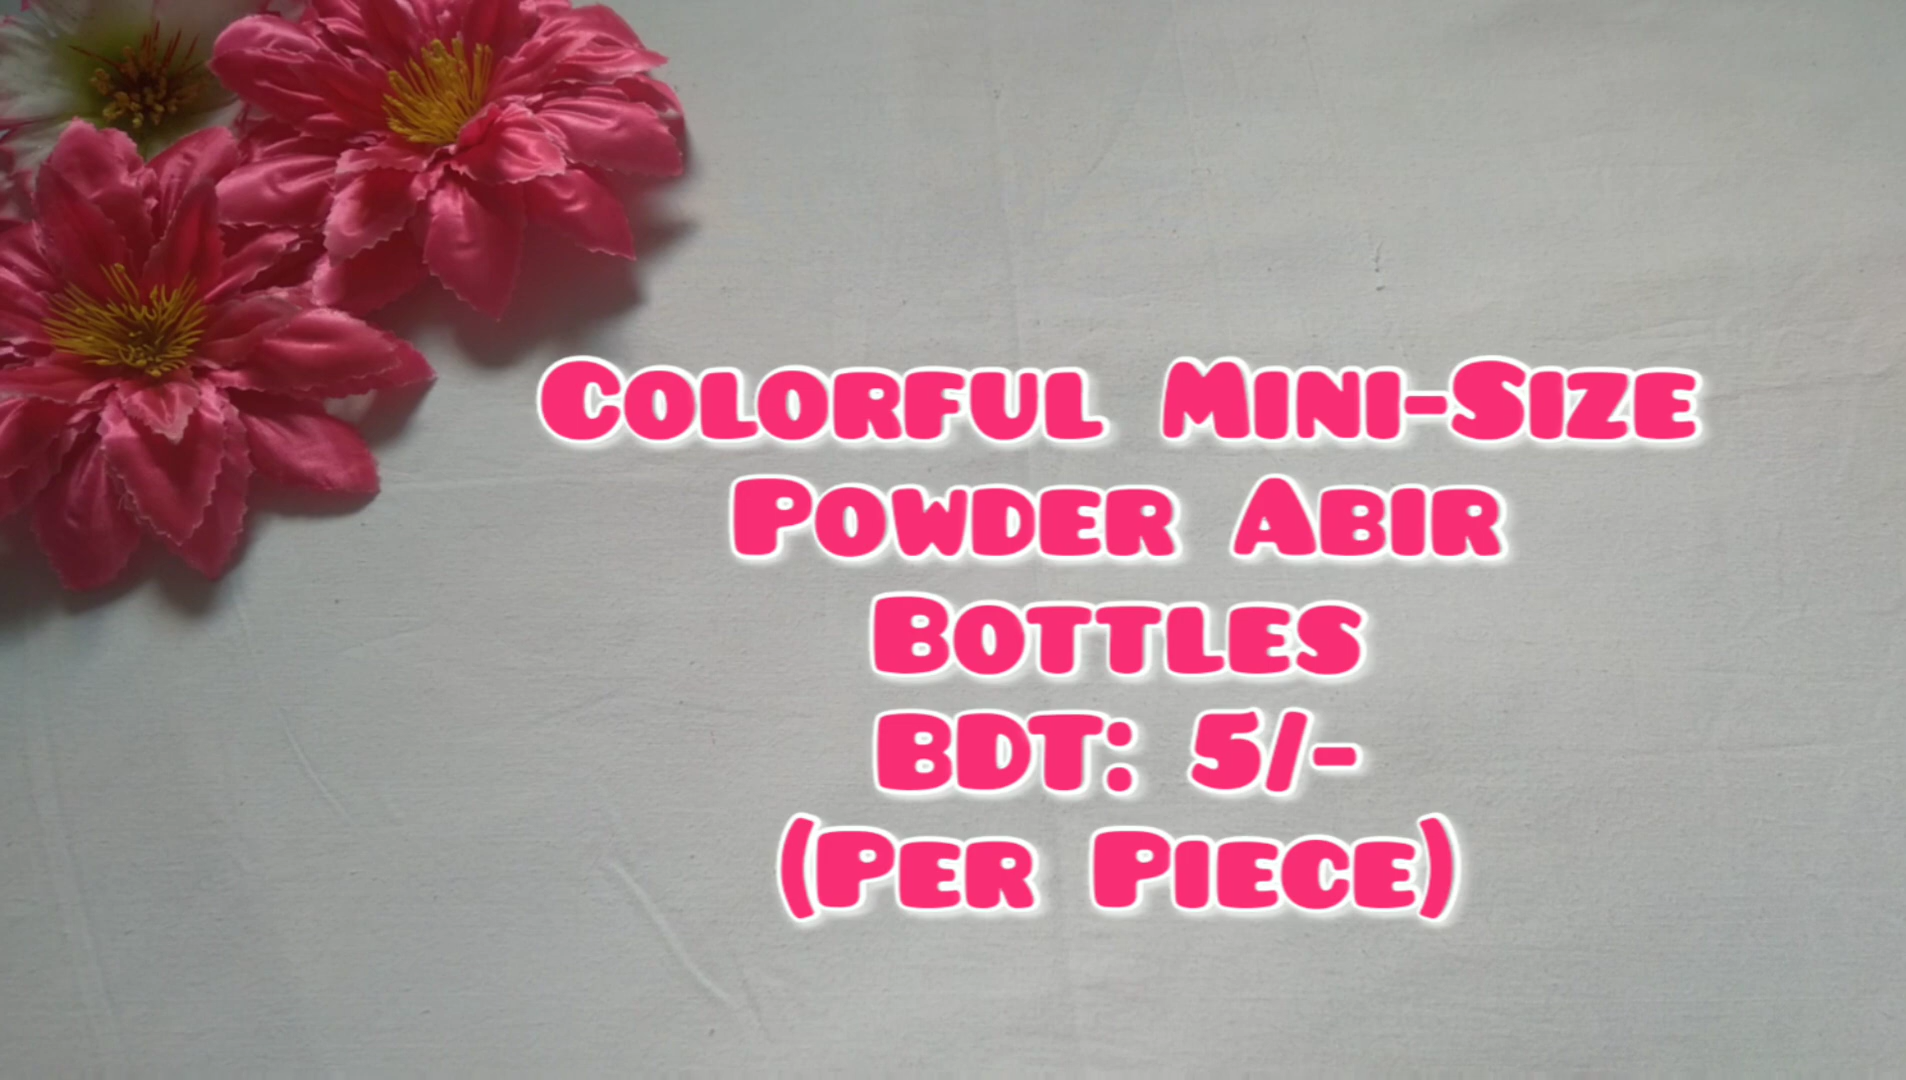 Colorful Mini-Size
Powder Abir
Bottles
BDT: 5/-
(Per Piece)